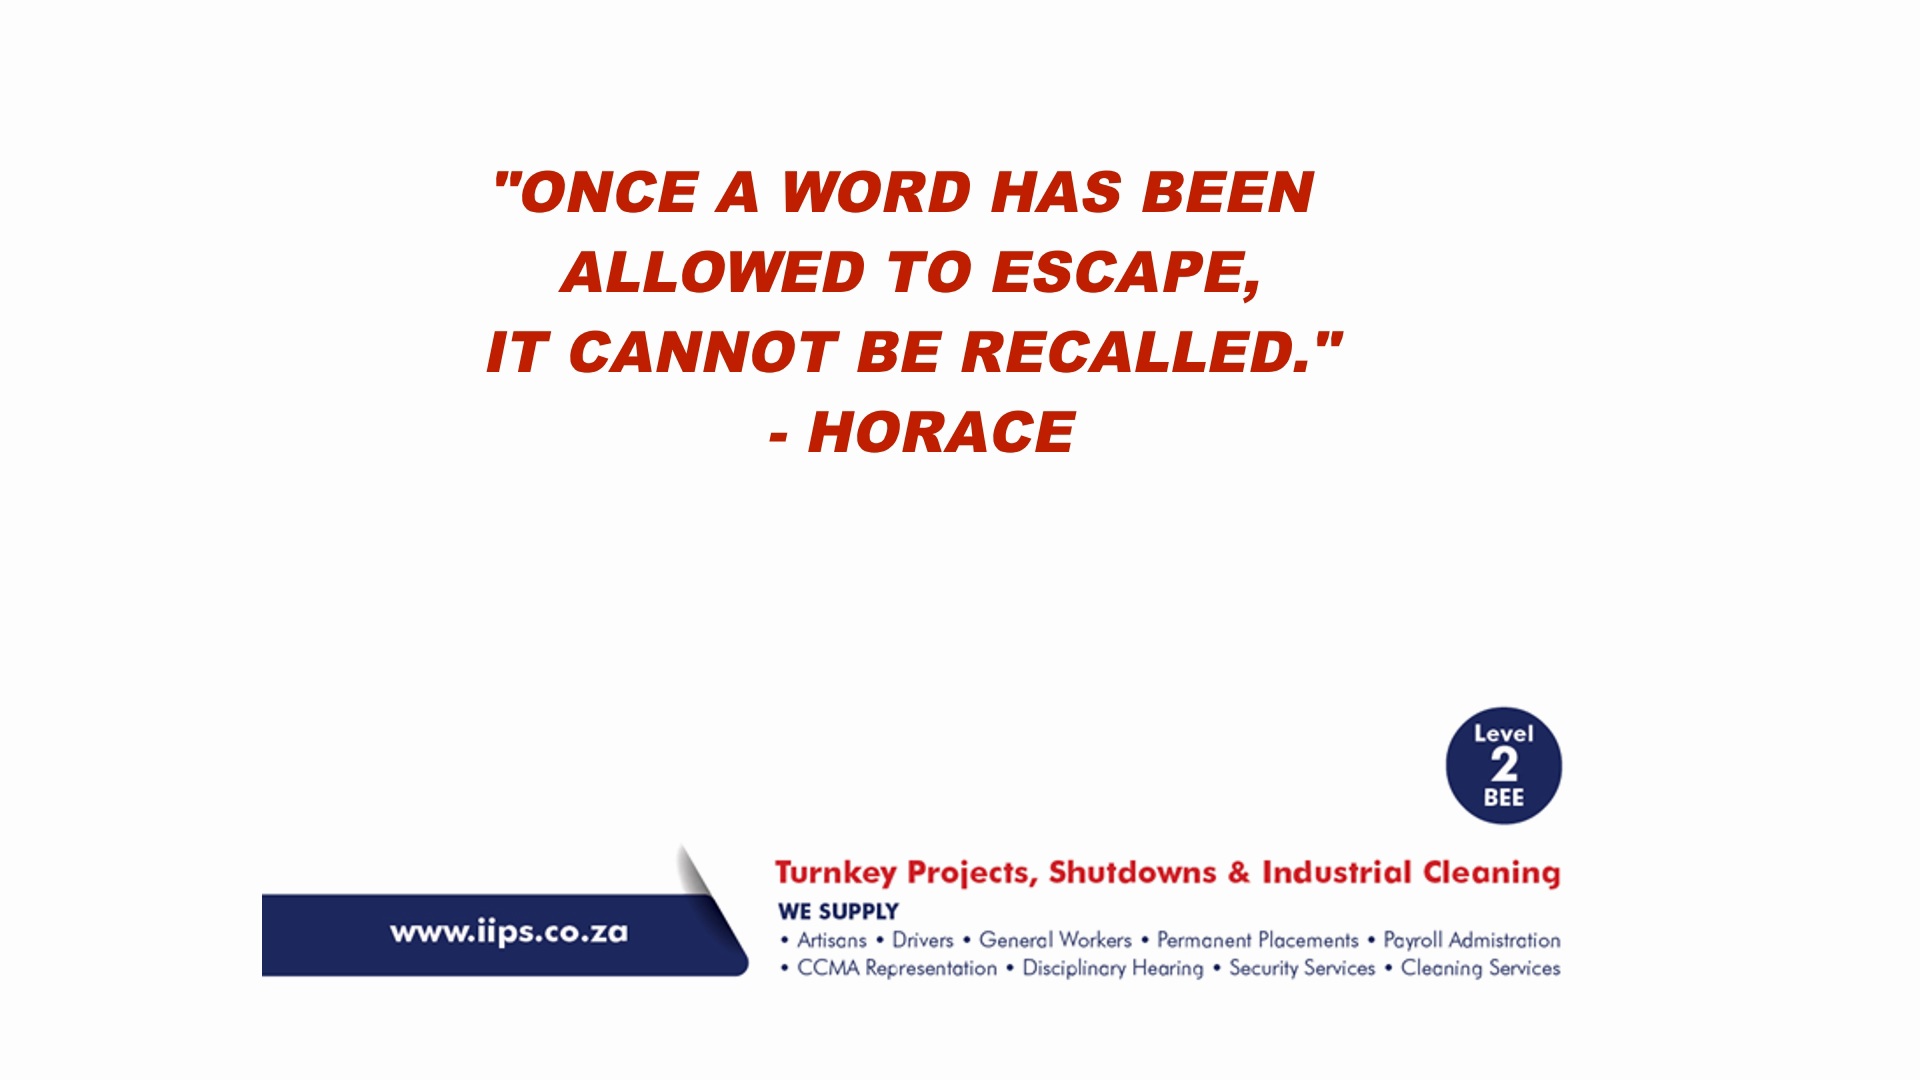 "ONCE A WORD HAS BEEN
ALLOWED TO ESCAPE,
IT CANNOT BE RECALLED."
- HORACE
Level
2
BEE
www.iips.co.za
Turnkey Projects, Shutdowns & Industrial Cleaning
WE SUPPLY
• Artisans • Drivers • General Workers • Permanent Placements • Payroll Admistration
• CCMA Representation • Disciplinary Hearing • Security Services • Cleaning Services